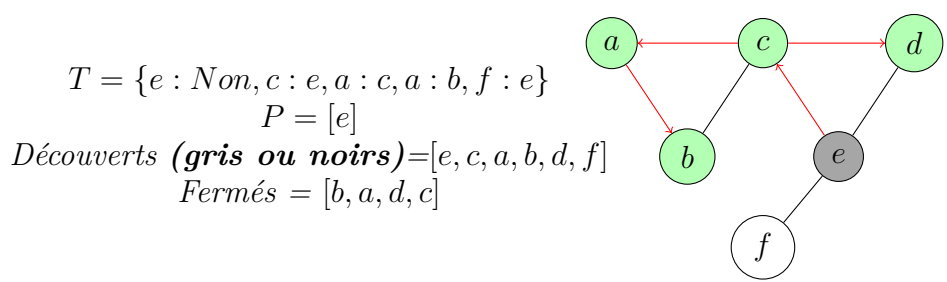 T = {e : Non, c : e, a : c, a : b, f : e}
P = [e]
Découverts (gris ou noirs)=[e, c, a, b, d, f]
Fermés = [b, a, d, c]
a
c
d
b
e
f